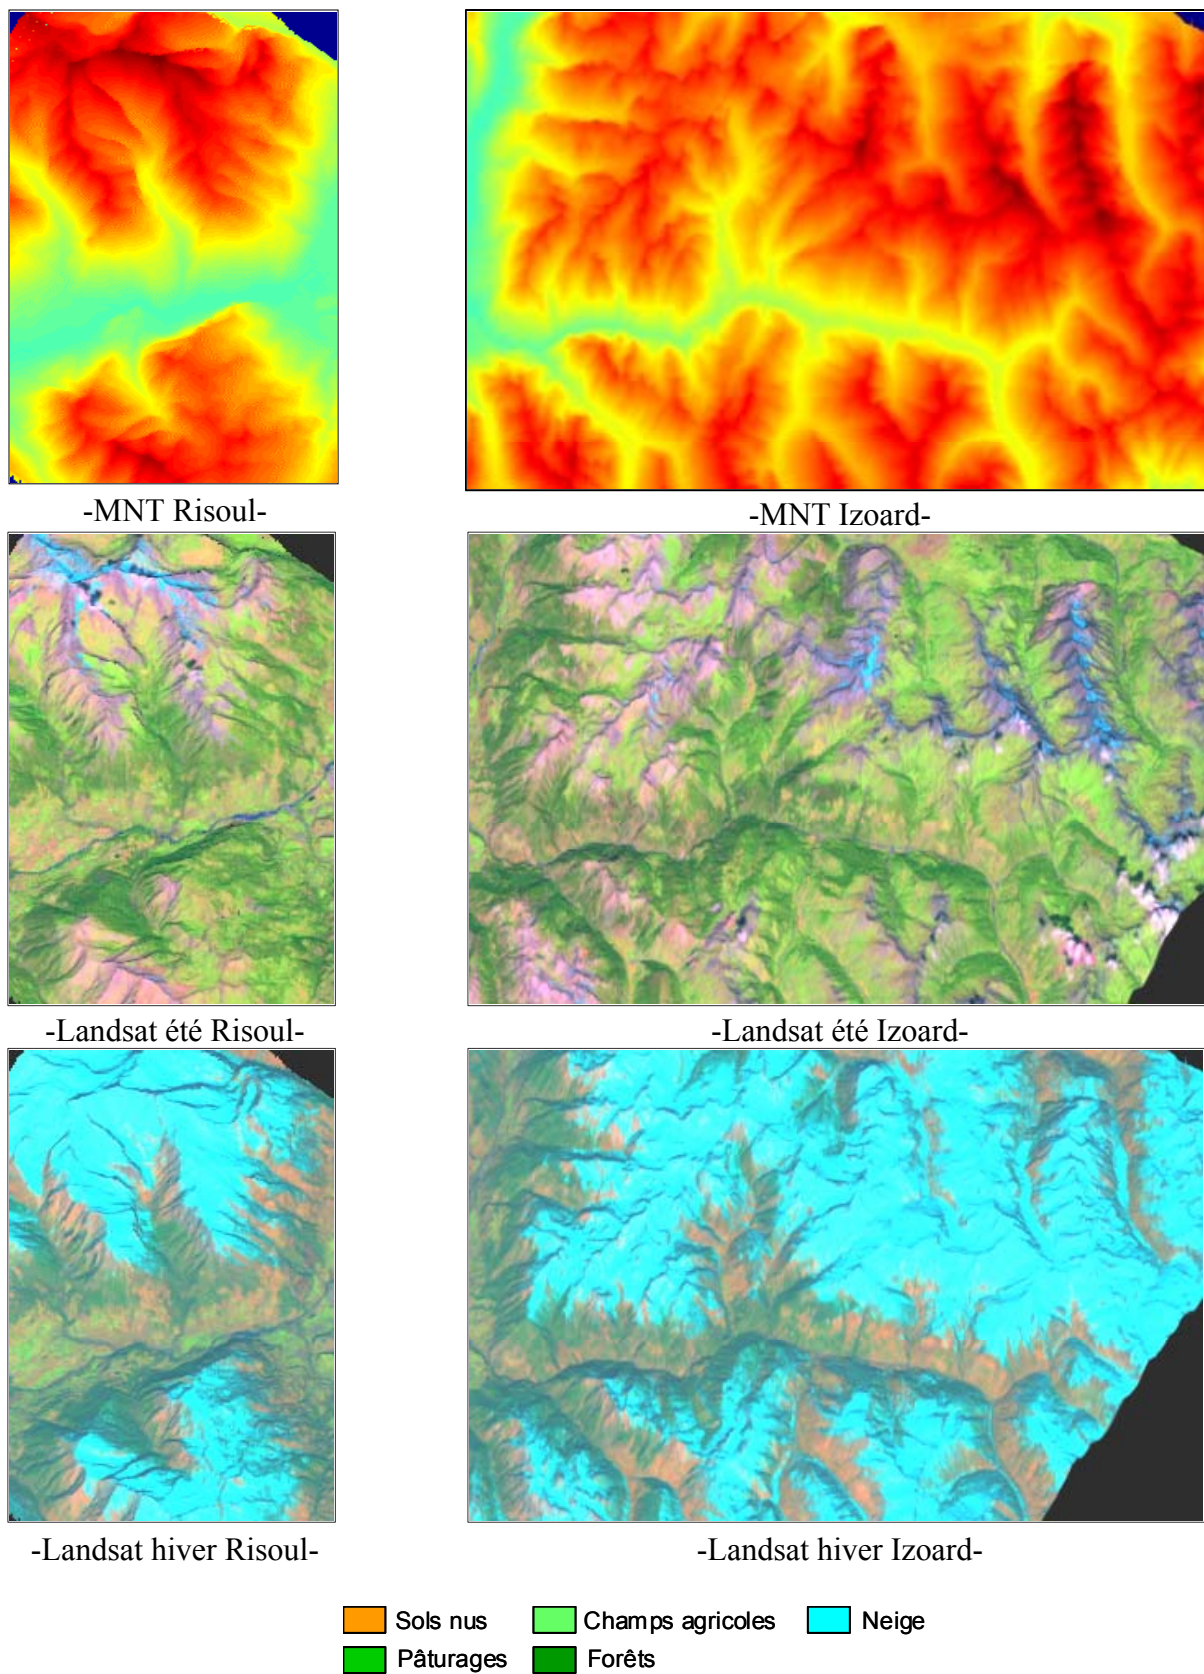 -MNT Risoul-
-MNT Izoard-
-Landsat été Risoul-
-Landsat été Izoard-
-Landsat hiver Risoul-
-Landsat hiver Izoard-
Sols nus
Champs agricoles
Neige
Pâturages
Forêts